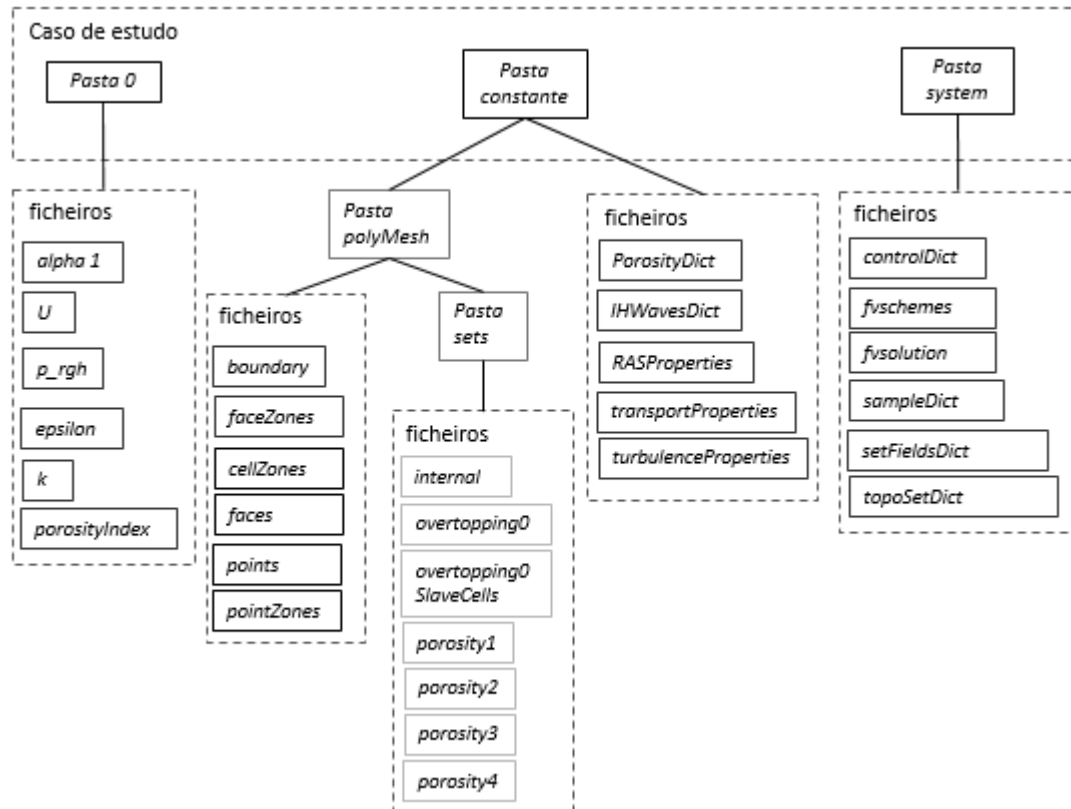 Caso de estudo
Pasta 0
Pasta
constante
Pasta
system
ficheiros
alpha 1
U
p_rgh
epsilon
k
porosityIndex
Pasta
polyMesh
ficheiros
boundary
faceZones
cellZones
faces
points
pointZones
Pasta
sets
ficheiros
internal
overtopping0
overtopping0
SlaveCells
porosity1
porosity2
porosity3
porosity4
ficheiros
PorosityDict
IHWavesDict
RASProperties
transportProperties
turbulenceProperties
ficheiros
controlDict
fvschemes
fvsolution
sampleDict
setFieldsDict
topoSetDict